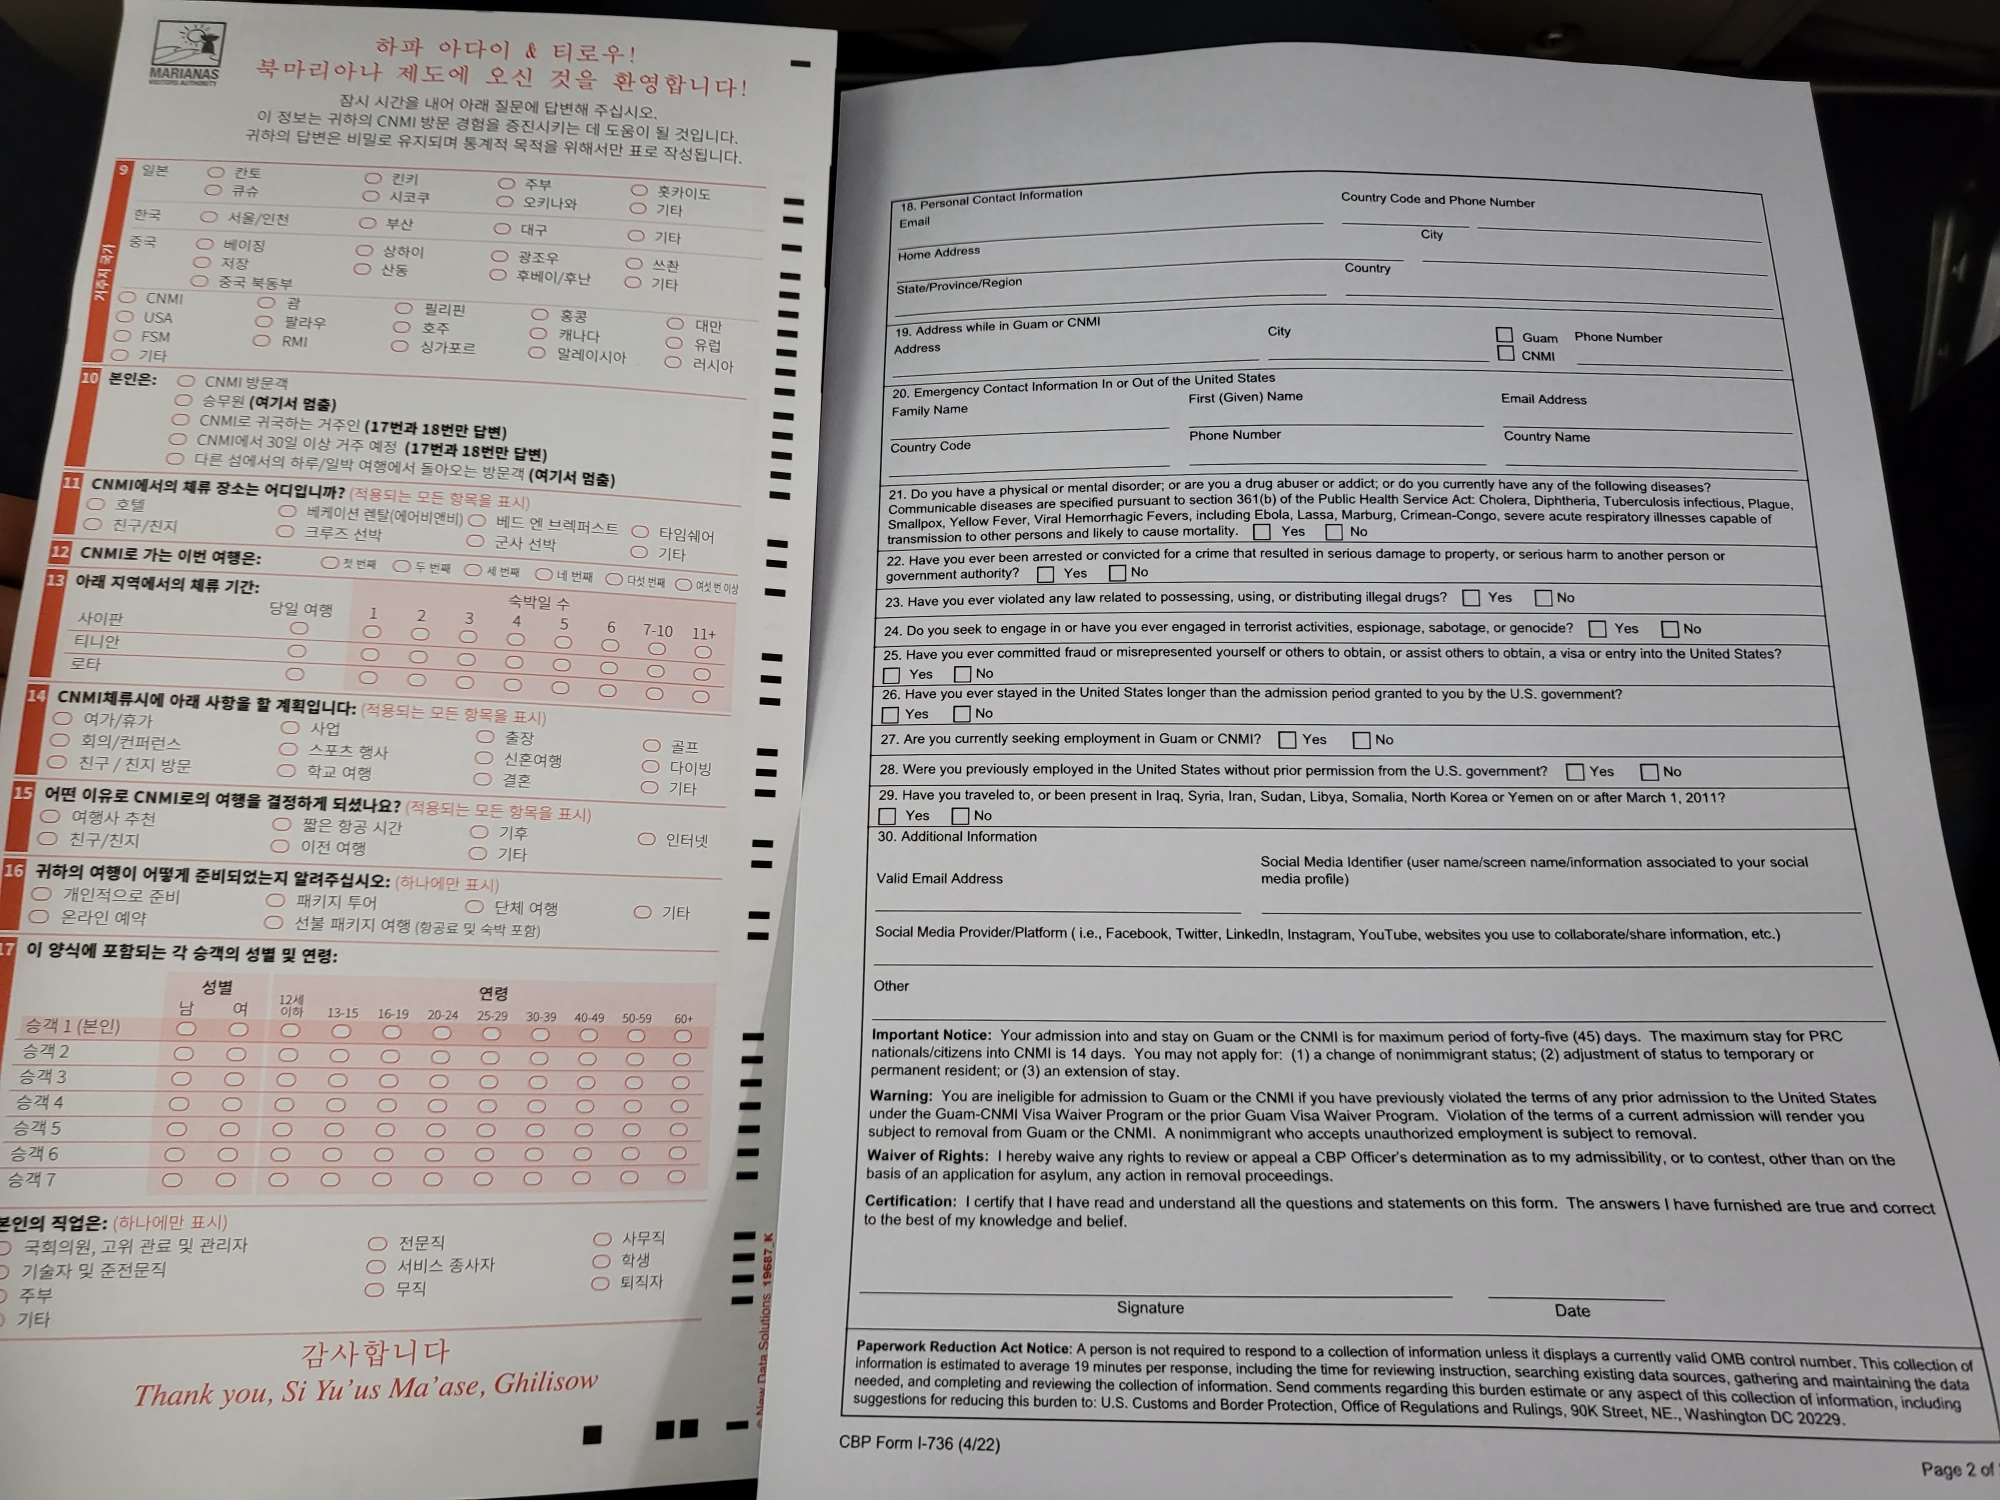 MARIANAS
VISITORS AUTHORITY
하파 아다이 & 티로우!
북마리아나 제도에 오신 것을 환영합니다!
잠시 시간을 내어 아래 질문에 답변해 주십시오.
이 정보는 귀하의 CNMI 방문 경험을 증진시키는 데 도움이 될 것입니다.
귀하의 답변은 비밀로 유지되며 통계적 목적을 위해서만 표로 작성됩니다.
9 일본 칸토 킨키 주부 홋카이도
큐슈 시코쿠 오키나와 기타
한국 서울/인천 부산 대구 기타
중국 베이징 상하이 광조우 쓰촨
저장 산동 후베이/후난 기타
중국 북동부
거주지 국가
CNMI 괌 필리핀 홍콩 대만
USA 팔라우 호주 캐나다 유럽
FSM RMI 싱가포르 말레이시아 러시아
기타
10 본인은: CNMI 방문객
승무원 (여기서 멈춤)
CNMI로 귀국하는 거주인 (17번과 18번만 답변)
CNMI에서 30일 이상 거주 예정 (17번과 18번만 답변)
다른 섬에서의 하루/일박 여행에서 돌아오는 방문객 (여기서 멈춤)
11 CNMI에서의 체류 장소는 어디입니까? (적용되는 모든 항목을 표시)
호텔 베케이션 렌탈(에어비앤비) 베드 엔 브렉퍼스트 타임쉐어
친구/친지 크루즈 선박 군사 선박 기타
12 CNMI로 가는 이번 여행은: 첫 번째 두 번째 세 번째 네 번째 다섯 번째 여섯 번 이상
13 아래 지역에서의 체류 기간: 숙박일 수
당일 여행 1 2 3 4 5 6 7-10 11+
사이판
티니안
로타
14 CNMI체류시에 아래 사항을 할 계획입니다: (적용되는 모든 항목을 표시)
여가/휴가 사업 출장 골프
회의/컨퍼런스 스포츠 행사 신혼여행 다이빙
친구 / 친지 방문 학교 여행 결혼 기타
15 어떤 이유로 CNMI로의 여행을 결정하게 되셨나요? (적용되는 모든 항목을 표시)
여행사 추천 짧은 항공 시간 기후 인터넷
친구/친지 이전 여행 기타
16 귀하의 여행이 어떻게 준비되었는지 알려주십시오: (하나에만 표시)
개인적으로 준비 패키지 투어 단체 여행 기타
온라인 예약 선불 패키지 여행 (항공료 및 숙박 포함)
17 이 양식에 포함되는 각 승객의 성별 및 연령:
성별 연령
남 여 12세 이하 13-15 16-19 20-24 25-29 30-39 40-49 50-59 60+
승객 1 (본인)
승객 2
승객 3
승객 4
승객 5
승객 6
승객 7
본인의 직업은: (하나에만 표시)
국회의원, 고위 관료 및 관리자 전문직 사무직
기술자 및 준전문직 서비스 종사자 학생
주부 무직 퇴직자
기타
감사합니다
Thank you, Si Yu'us Ma'ase, Ghilisow
© New Data Solutions 19687_K
18. Personal Contact Information
Email Country Code and Phone Number
Home Address City
State/Province/Region Country
19. Address while in Guam or CNMI
Address City Guam Phone Number
CNMI
20. Emergency Contact Information In or Out of the United States
Family Name First (Given) Name Email Address
Country Code Phone Number Country Name
21. Do you have a physical or mental disorder; or are you a drug abuser or addict; or do you currently have any of the following diseases?
Communicable diseases are specified pursuant to section 361(b) of the Public Health Service Act: Cholera, Diphtheria, Tuberculosis infectious, Plague,
Smallpox, Yellow Fever, Viral Hemorrhagic Fevers, including Ebola, Lassa, Marburg, Crimean-Congo, severe acute respiratory illnesses capable of
transmission to other persons and likely to cause mortality. Yes No
22. Have you ever been arrested or convicted for a crime that resulted in serious damage to property, or serious harm to another person or
government authority? Yes No
23. Have you ever violated any law related to possessing, using, or distributing illegal drugs? Yes No
24. Do you seek to engage in or have you ever engaged in terrorist activities, espionage, sabotage, or genocide? Yes No
25. Have you ever committed fraud or misrepresented yourself or others to obtain, or assist others to obtain, a visa or entry into the United States?
Yes No
26. Have you ever stayed in the United States longer than the admission period granted to you by the U.S. government?
Yes No
27. Are you currently seeking employment in Guam or CNMI? Yes No
28. Were you previously employed in the United States without prior permission from the U.S. government? Yes No
29. Have you traveled to, or been present in Iraq, Syria, Iran, Sudan, Libya, Somalia, North Korea or Yemen on or after March 1, 2011?
Yes No
30. Additional Information
Valid Email Address Social Media Identifier (user name/screen name/information associated to your social
media profile)
Social Media Provider/Platform ( i.e., Facebook, Twitter, LinkedIn, Instagram, YouTube, websites you use to collaborate/share information, etc.)
Other
Important Notice: Your admission into and stay on Guam or the CNMI is for maximum period of forty-five (45) days. The maximum stay for PRC
nationals/citizens into CNMI is 14 days. You may not apply for: (1) a change of nonimmigrant status; (2) adjustment of status to temporary or
permanent resident; or (3) an extension of stay.
Warning: You are ineligible for admission to Guam or the CNMI if you have previously violated the terms of any prior admission to the United States
under the Guam-CNMI Visa Waiver Program or the prior Guam Visa Waiver Program. Violation of the terms of a current admission will render you
subject to removal from Guam or the CNMI. A nonimmigrant who accepts unauthorized employment is subject to removal.
Waiver of Rights: I hereby waive any rights to review or appeal a CBP Officer's determination as to my admissibility, or to contest, other than on the
basis of an application for asylum, any action in removal proceedings.
Certification: I certify that I have read and understand all the questions and statements on this form. The answers I have furnished are true and correct
to the best of my knowledge and belief.
Signature Date
Paperwork Reduction Act Notice: A person is not required to respond to a collection of information unless it displays a currently valid OMB control number. This collection of
information is estimated to average 19 minutes per response, including the time for reviewing instruction, searching existing data sources, gathering and maintaining the data
needed, and completing and reviewing the collection of information. Send comments regarding this burden estimate or any aspect of this collection of information, including
suggestions for reducing this burden to: U.S. Customs and Border Protection, Office of Regulations and Rulings, 90K Street, NE., Washington DC 20229.
CBP Form I-736 (4/22)
Page 2 of